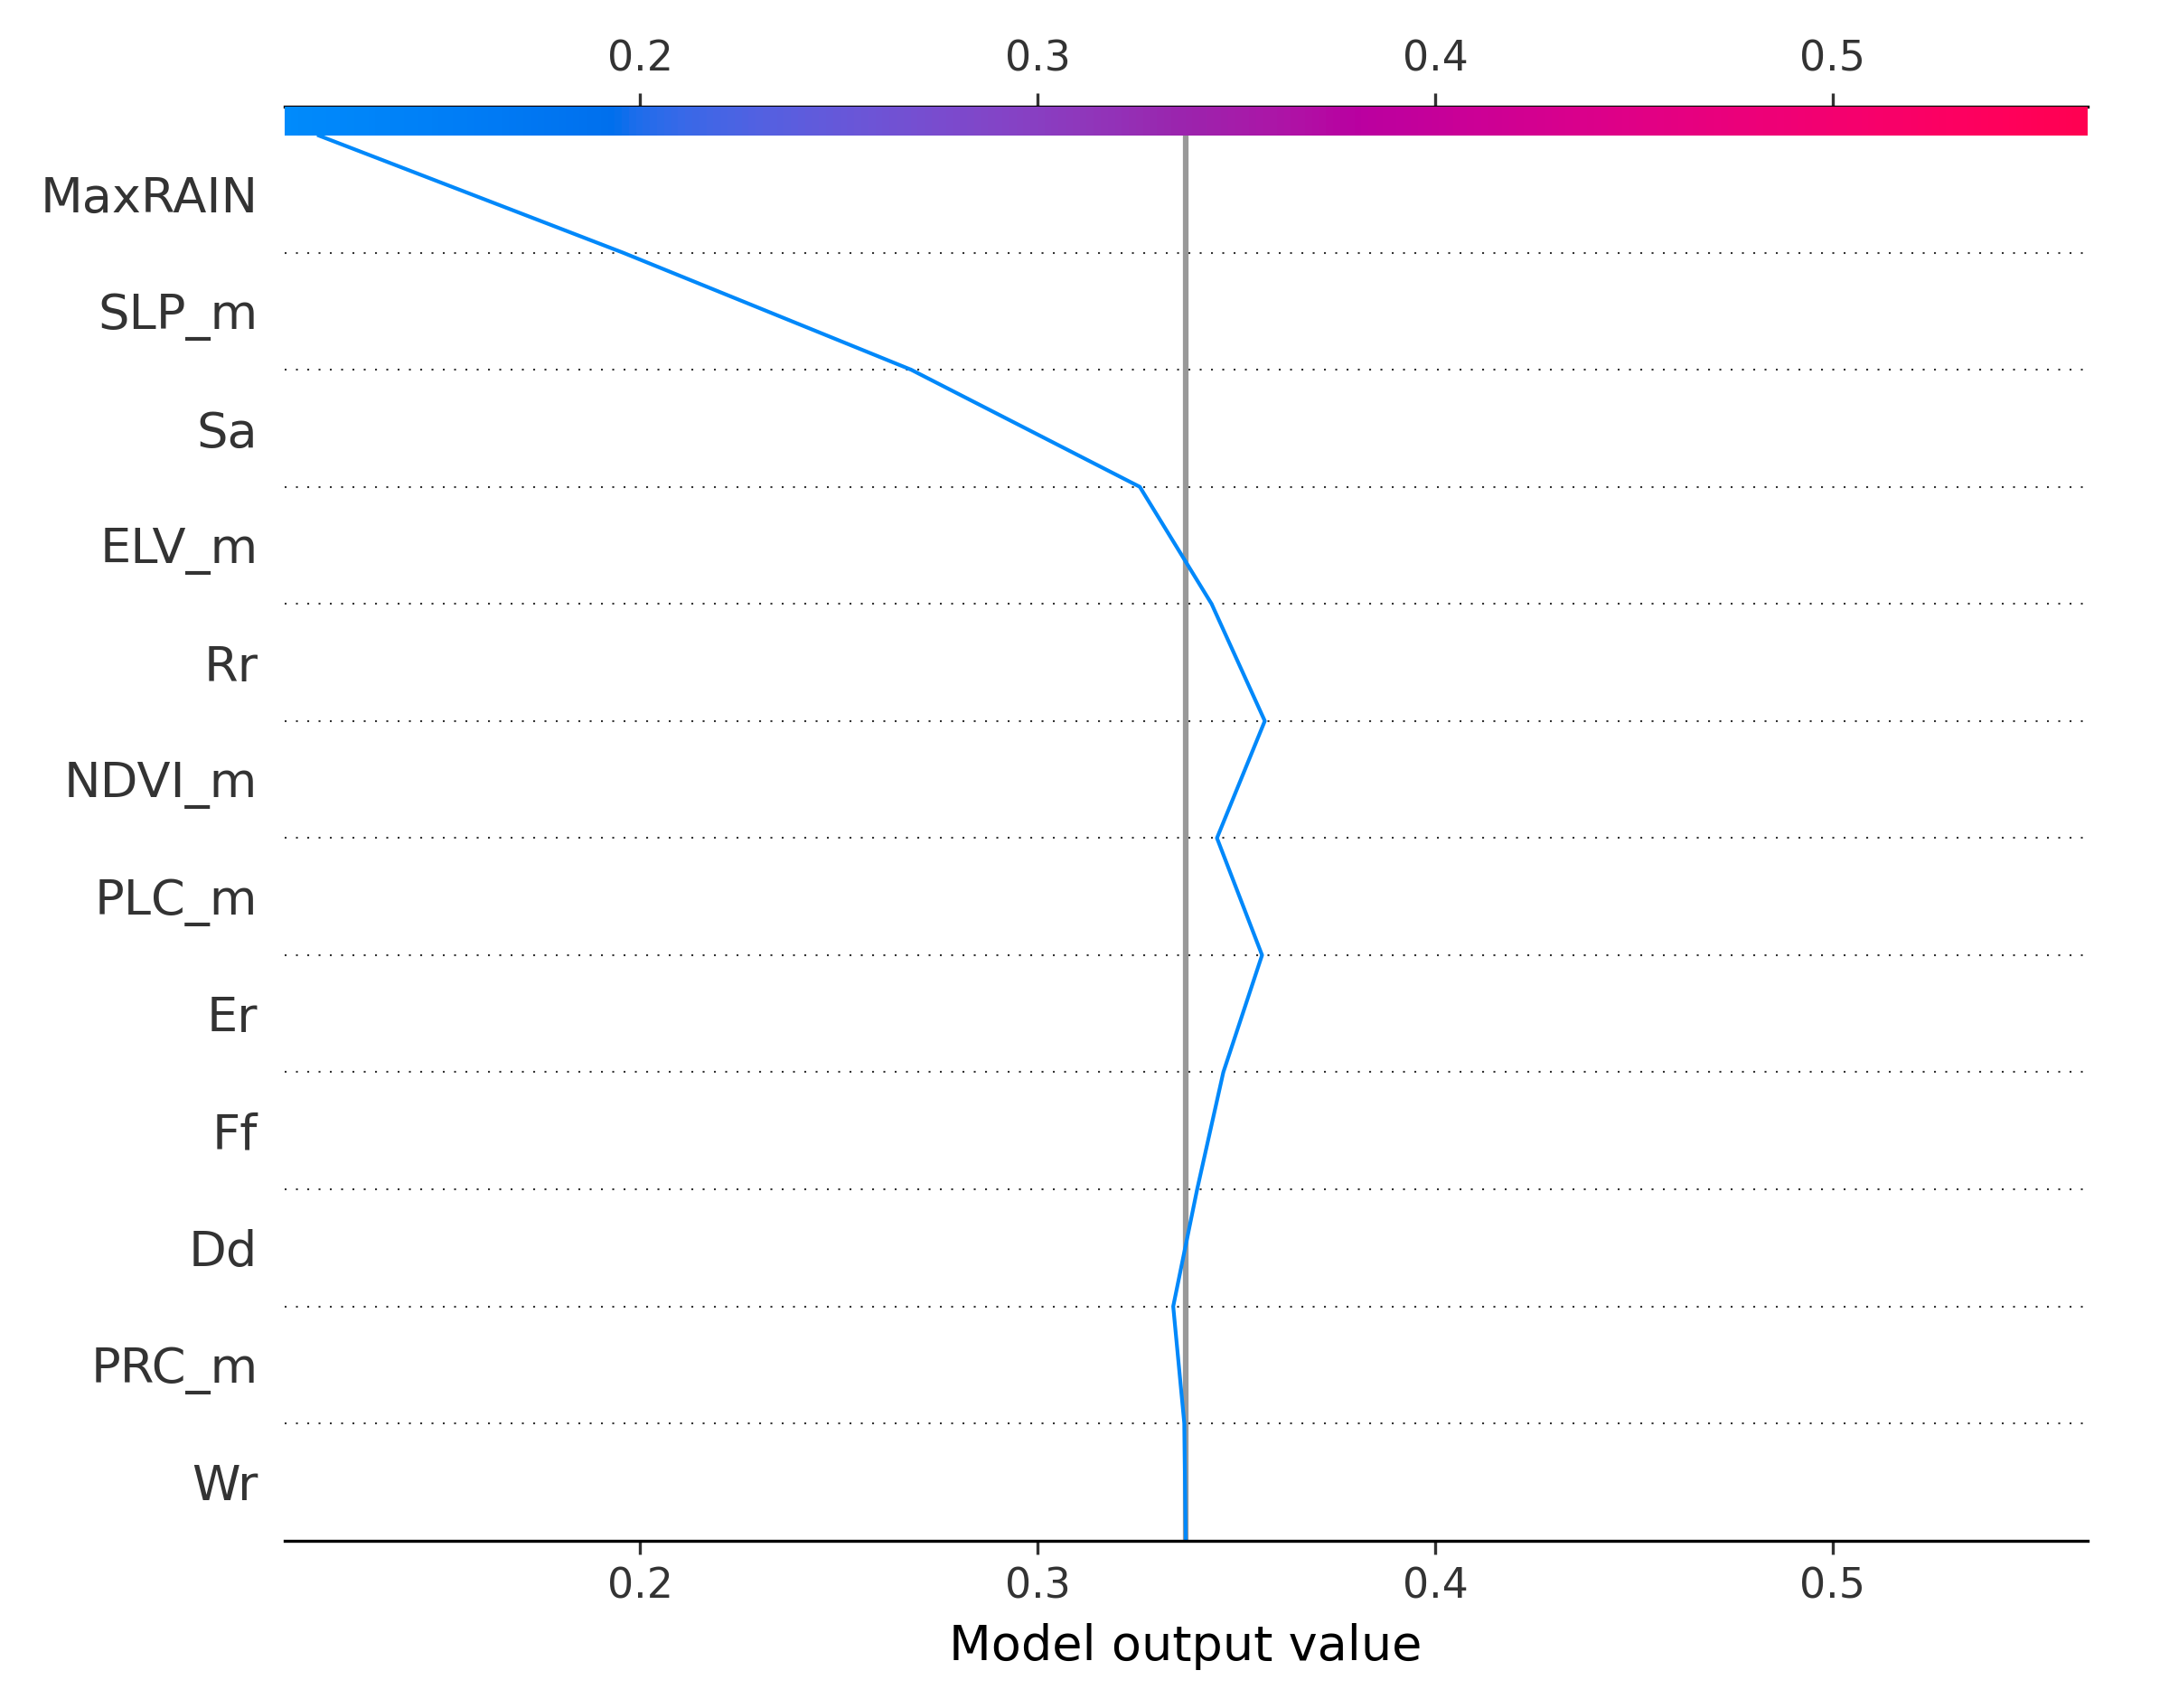 0.2 0.3 0.4 0.5
MaxRAIN
SLP_m
Sa
ELV_m
Rr
NDVI_m
PLC_m
Er
Ff
Dd
PRC_m
Wr
0.2 0.3 0.4 0.5
Model output value